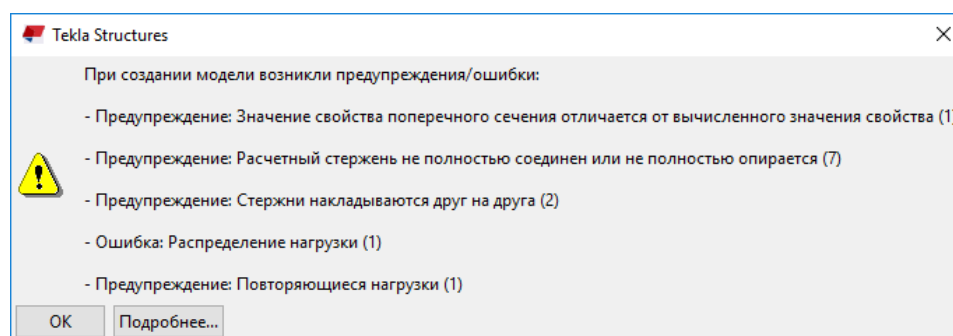 Tekla Structures
При создании модели возникли предупреждения/ошибки:
- Предупреждение: Значение свойства поперечного сечения отличается от вычисленного значения свойства (1)
- Предупреждение: Расчетный стержень не полностью соединен или не полностью опирается (7)
- Предупреждение: Стержни накладываются друг на друга (2)
- Ошибка: Распределение нагрузки (1)
- Предупреждение: Повторяющиеся нагрузки (1)
OK Подробнее...